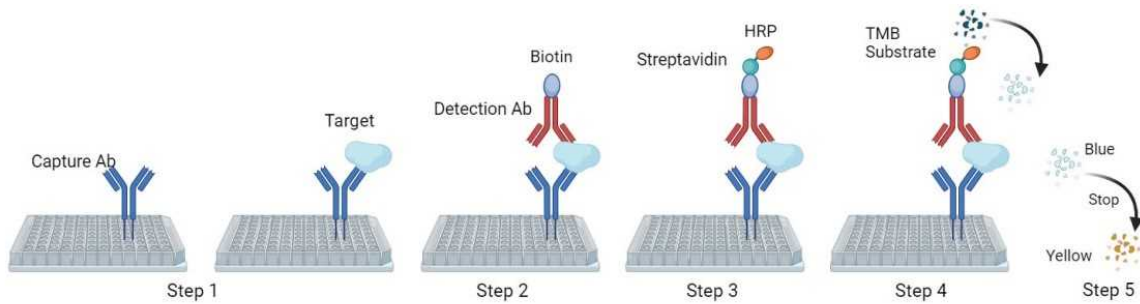 Capture Ab
Target
Biotin
Detection Ab
HRP
Streptavidin
TMB
Substrate
Blue
Stop
Yellow
Step 1
Step 2
Step 3
Step 4
Step 5